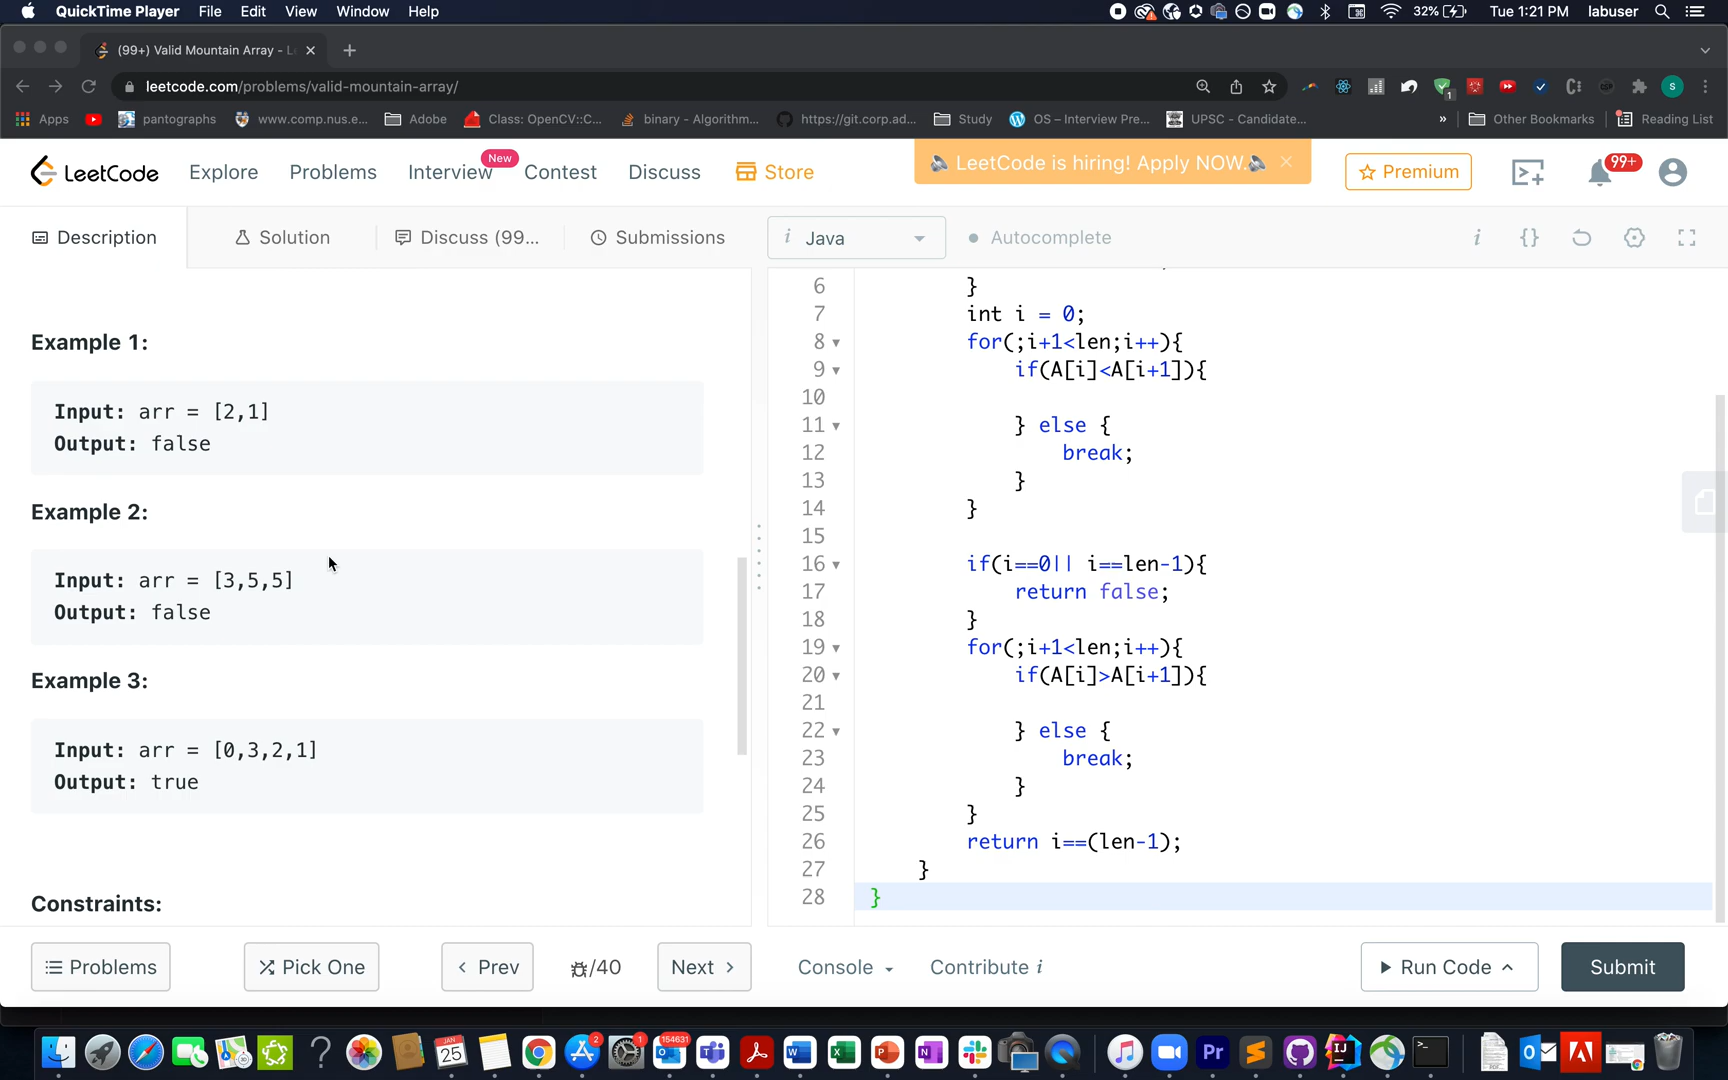 QuickTime Player File Edit View Window Help 32% Tue 1:21 PM labuser
(99+) Valid Mountain Array - L
leetcode.com/problems/valid-mountain-array/
Apps pantographs www.comp.nus.e... Adobe Class: OpenCV::C... binary - Algorithm... https://git.corp.ad... Study OS – Interview Pre... UPSC - Candidate... » Other Bookmarks Reading List
LeetCode Explore Problems Interview New Contest Discuss Store LeetCode is hiring! Apply NOW. Premium 99+
Description Solution Discuss (99... Submissions
i Java Autocomplete
Example 1:
Input: arr = [2,1]
Output: false
Example 2:
Input: arr = [3,5,5]
Output: false
Example 3:
Input: arr = [0,3,2,1]
Output: true
Constraints:
6 }
7 int i = 0;
8 for(;i+1<len;i++){
9 if(A[i]<A[i+1]){
10
11 } else {
12 break;
13 }
14 }
15
16 if(i==0|| i==len-1){
17 return false;
18 }
19 for(;i+1<len;i++){
20 if(A[i]>A[i+1]){
21
22 } else {
23 break;
24 }
25 }
26 return i==(len-1);
27 }
28 }
Problems Pick One Prev /40 Next Console Contribute i Run Code Submit
JAN 25 2 1 154631 Pr